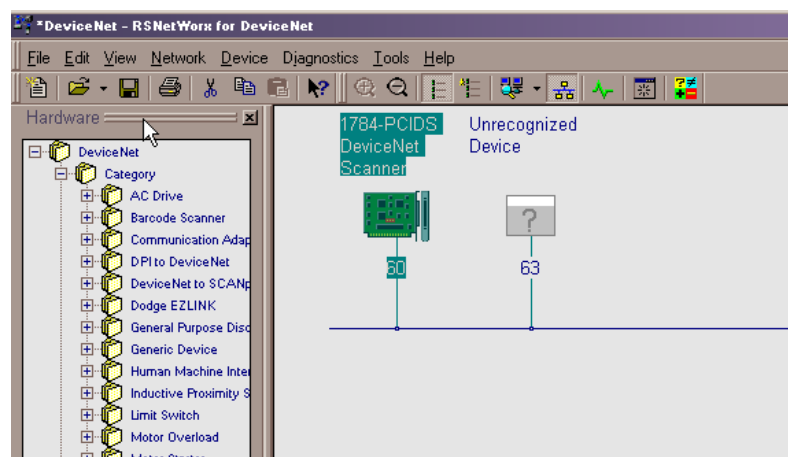 *DeviceNet - RSNetWorx for DeviceNet
File Edit View Network Device Diagnostics Tools Help
Hardware
DeviceNet
Category
AC Drive
Barcode Scanner
Communication Adap
DPI to DeviceNet
DeviceNet to SCANp
Dodge EZLINK
General Purpose Disc
Generic Device
Human Machine Inter
Inductive Proximity S
Limit Switch
Motor Overload
Motor Starter
1784-PCIDS
DeviceNet
Scanner
60
Unrecognized
Device
?
63